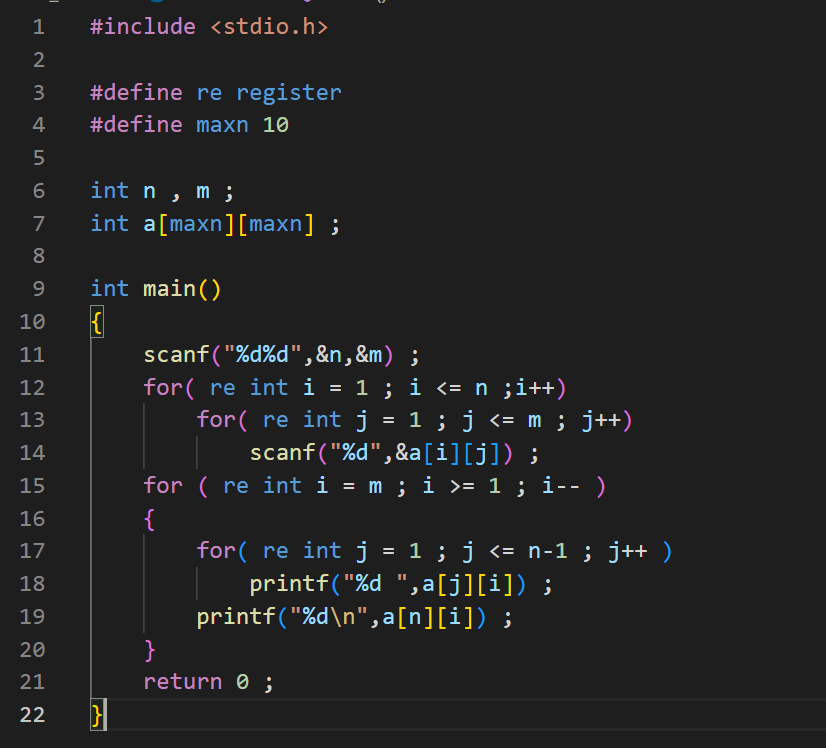 1 #include <stdio.h>
2
3 #define re register
4 #define maxn 10
5
6 int n , m ;
7 int a[maxn][maxn] ;
8
9 int main()
10 {
11     scanf("%d%d",&n,&m) ;
12     for( re int i = 1 ; i <= n ;i++)
13         for( re int j = 1 ; j <= m ; j++)
14             scanf("%d",&a[i][j]) ;
15     for ( re int i = m ; i >= 1 ; i-- )
16     {
17         for( re int j = 1 ; j <= n-1 ; j++ )
18             printf("%d ",a[j][i]) ;
19         printf("%d\n",a[n][i]) ;
20     }
21     return 0 ;
22 }